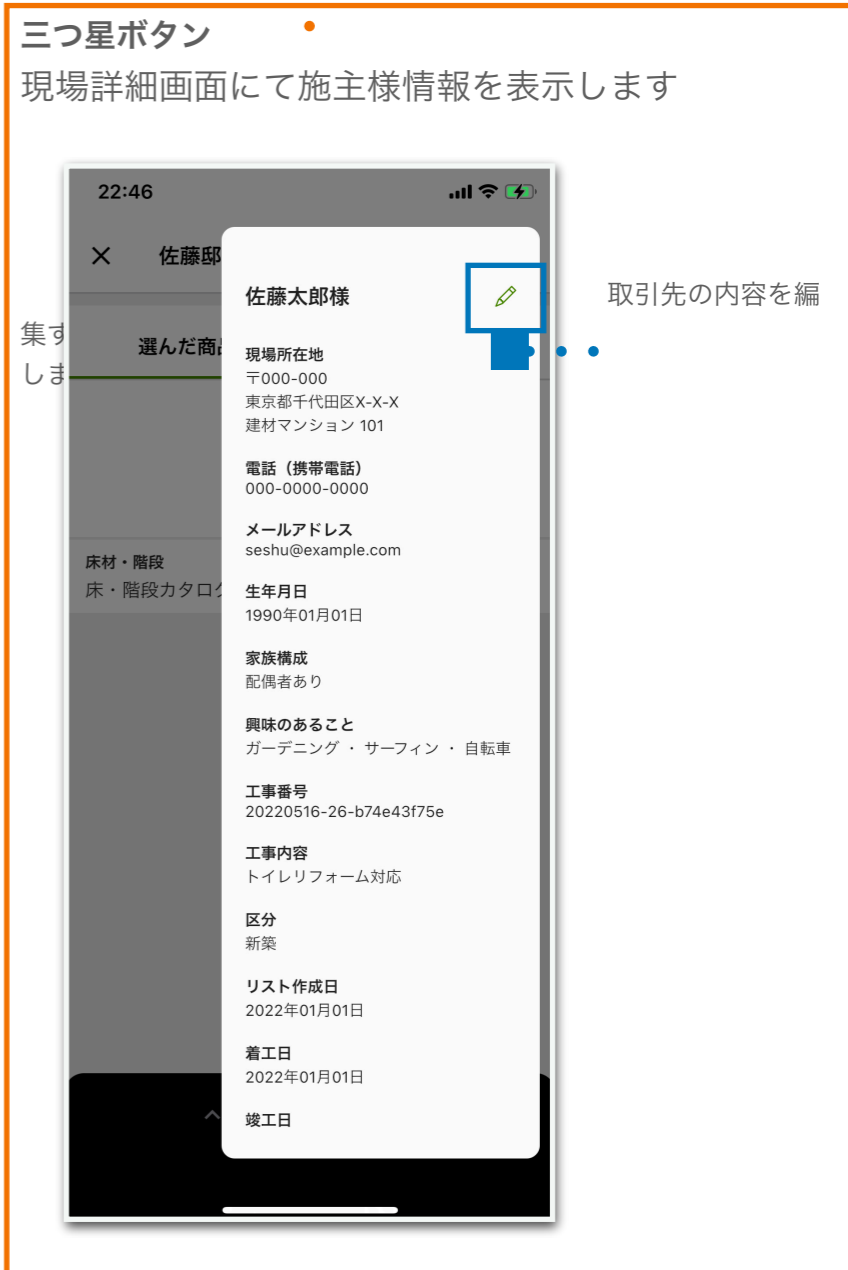 三つ星ボタン
現場詳細画面にて施主様情報を表示します
22:46
佐藤邸
佐藤太郎様
取引先の内容を編
集す
しま
選んだ商
現場所在地
〒000-000
東京都千代田区X-X-X
建材マンション 101
電話（携帯電話）
000-0000-0000
メールアドレス
seshu@example.com
床材・階段
床・階段カタログ
生年月日
1990年01月01日
家族構成
配偶者あり
興味のあること
ガーデニング ・ サーフィン ・ 自転車
工事番号
20220516-26-b74e43f75e
工事内容
トイレリフォーム対応
区分
新築
リスト作成日
2022年01月01日
着工日
2022年01月01日
竣工日